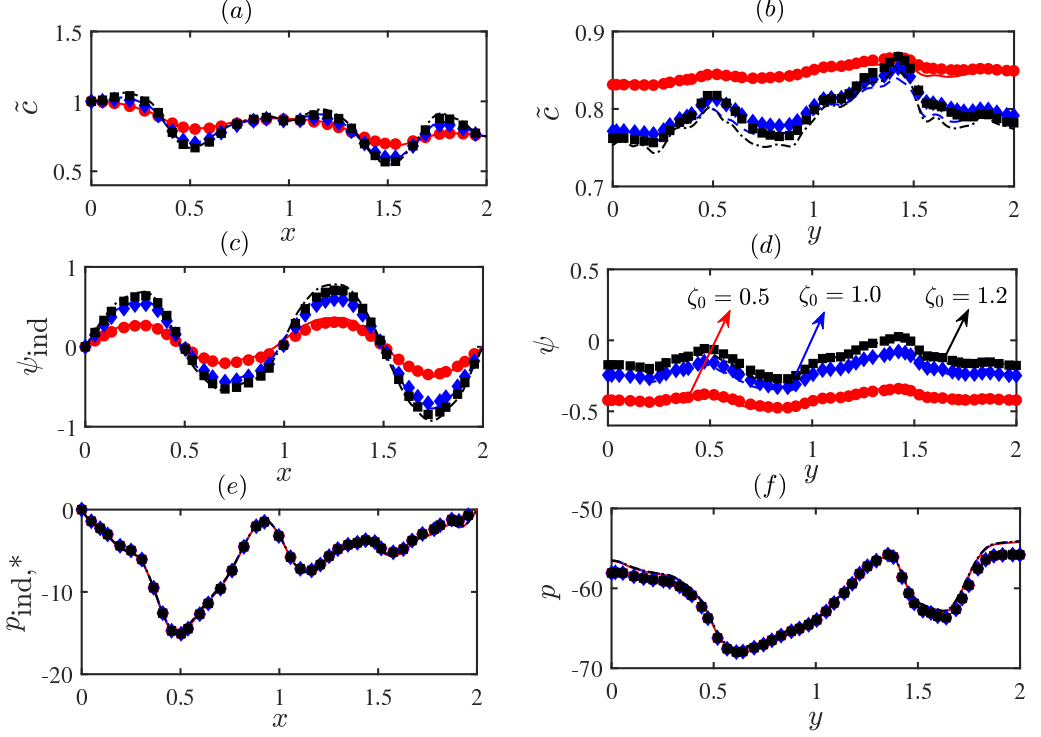 (a)
1.5
1
0.5
c̃
0 0.5 1 1.5 2
x
(b)
0.9
0.8
0.7
c̃
0 0.5 1 1.5 2
y
(c)
1
0
-1
ψind
0 0.5 1 1.5 2
x
(d)
0.5
0
-0.5
ψ
ζ0 = 0.5 ζ0 = 1.0 ζ0 = 1.2
0 0.5 1 1.5 2
y
(e)
0
-10
-20
pind,*
0 0.5 1 1.5 2
x
(f)
-50
-60
-70
p
0 0.5 1 1.5 2
y